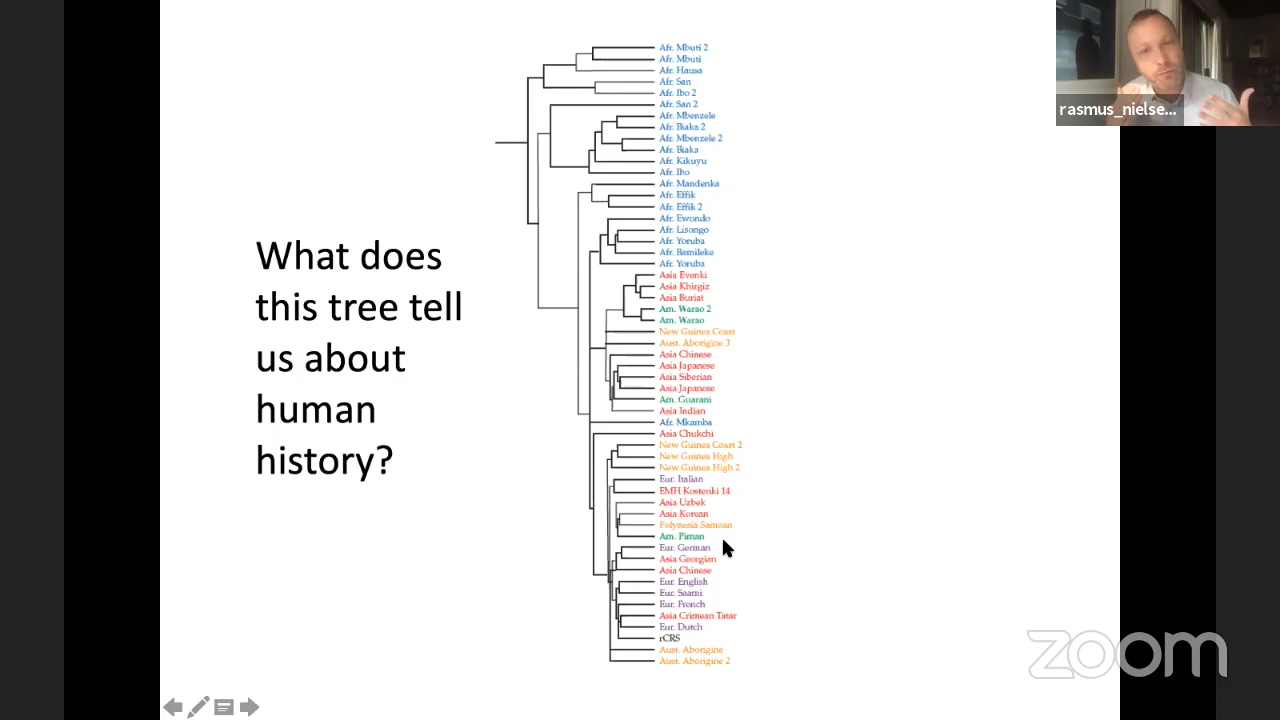 rasmus_nielse...
What does
this tree tell
us about
human
history?
Afr. Mbuti 2
Afr. Mbuti
Afr. Hausa
Afr. San
Afr. Ibo 2
Afr. San 2
Afr. Mbenzele
Afr. Biaka 2
Afr. Mbenzele 2
Afr. Biaka
Afr. Kikuyu
Afr. Ibo
Afr. Mandenka
Afr. Effik
Afr. Effik 2
Afr. Ewondo
Afr. Lisongo
Afr. Yoruba
Afr. Bamileke
Afr. Yoruba
Asia Evenki
Asia Khirgiz
Asia Buriat
Am. Warao 2
Am. Warao
New Guinea Coast
Aust. Aborigine 3
Asia Chinese
Asia Japanese
Asia Siberian
Asia Japanese
Am. Guarani
Asia Indian
Afr. Mkamba
Asia Chukchi
New Guinea Coast 2
New Guinea High
New Guinea High 2
Eur. Italian
EMH Kostenki 14
Asia Uzbek
Asia Korean
Polynesia Samoan
Am. Piman
Eur. German
Asia Georgian
Asia Chinese
Eur. English
Eur. Saami
Eur. French
Asia Crimean Tatar
Eur. Dutch
rCRS
Aust. Aborigine
Aust. Aborigine 2
zoom